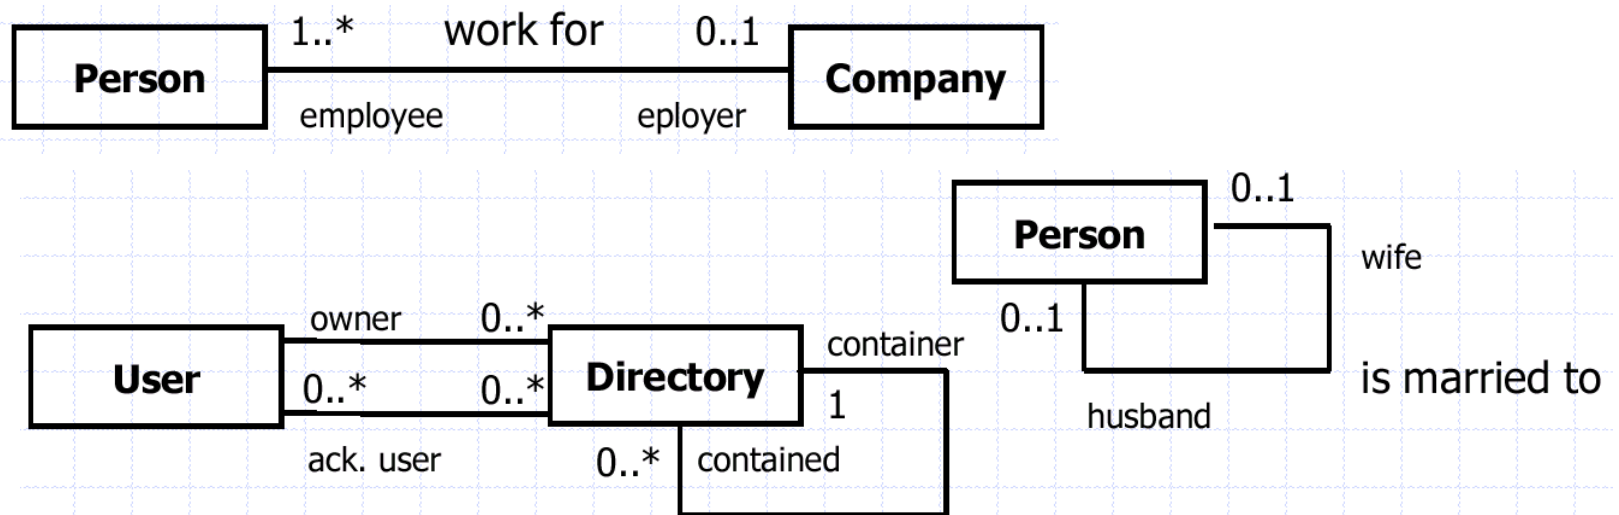 1..* work for 0..1
Person Company
employee eployer
0..1
Person
wife
0..1
owner 0..*
container
User Directory
is married to
0..* 0..* 1
husband
ack. user 0..* contained